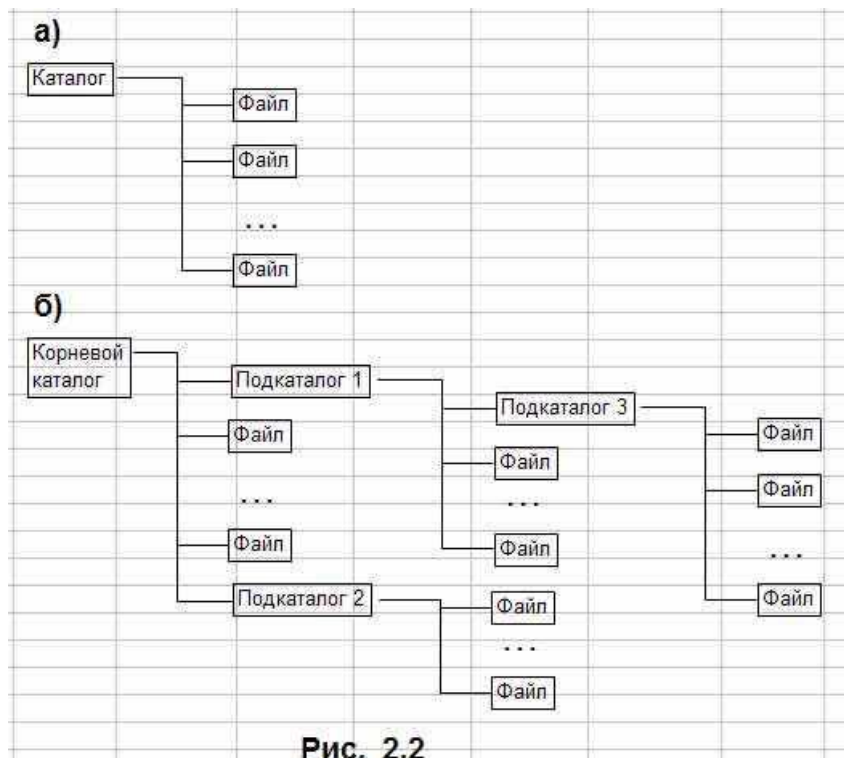 а)
Каталог
Файл
Файл
...
Файл
б)
Корневой
каталог
Подкаталог 1
Подкаталог 3
Файл
Файл
Файл
Файл
...
...
...
Файл
Файл
Подкаталог 2
Файл
Файл
...
Файл
Рис. 2.2